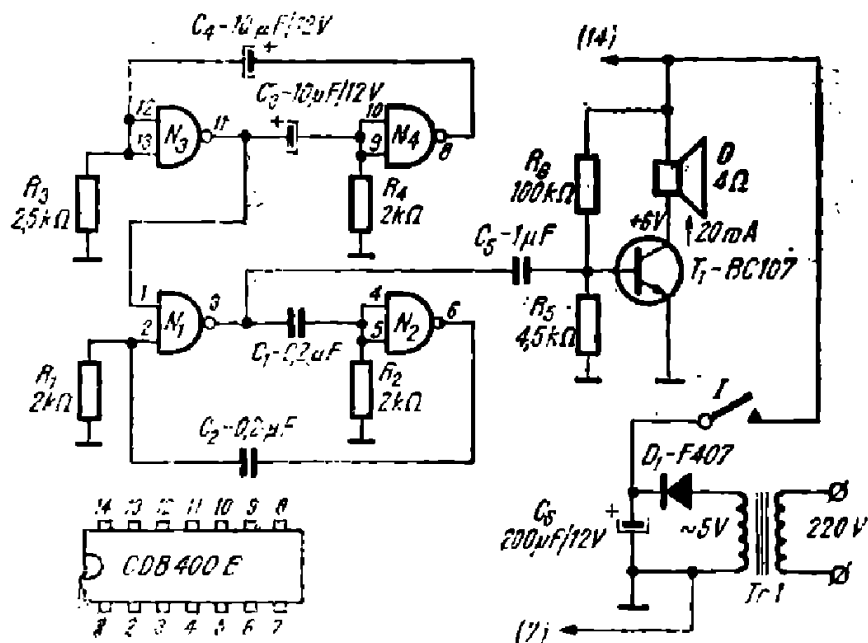 C4-10µF/12V
(14)
C3-10µF/12V
12
13
N3
11
10
9
N4
8
R3
2,5kΩ
R4
2kΩ
R6
100kΩ
D
4Ω
+6V
20mA
C5-1µF
T1-BC107
1
2
N1
3
4
5
N2
6
C1-0,2µF
R5
4,5kΩ
R1
2kΩ
R2
2kΩ
C2-0,2µF
I
D1-F407
14 13 12 11 10 9 8
CDB400E
1 2 3 4 5 6 7
C6
200µF/12V
~5V
220V
Tr1
(7)